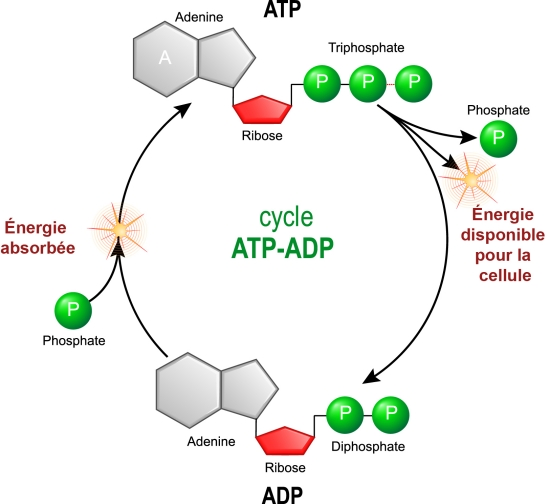 ATP
Adenine
A
Triphosphate
P P P
Ribose
Phosphate
P
Énergie
disponible
pour la
cellule
cycle
ATP-ADP
Énergie
absorbée
P
Phosphate
P P
Adenine
Diphosphate
Ribose
ADP